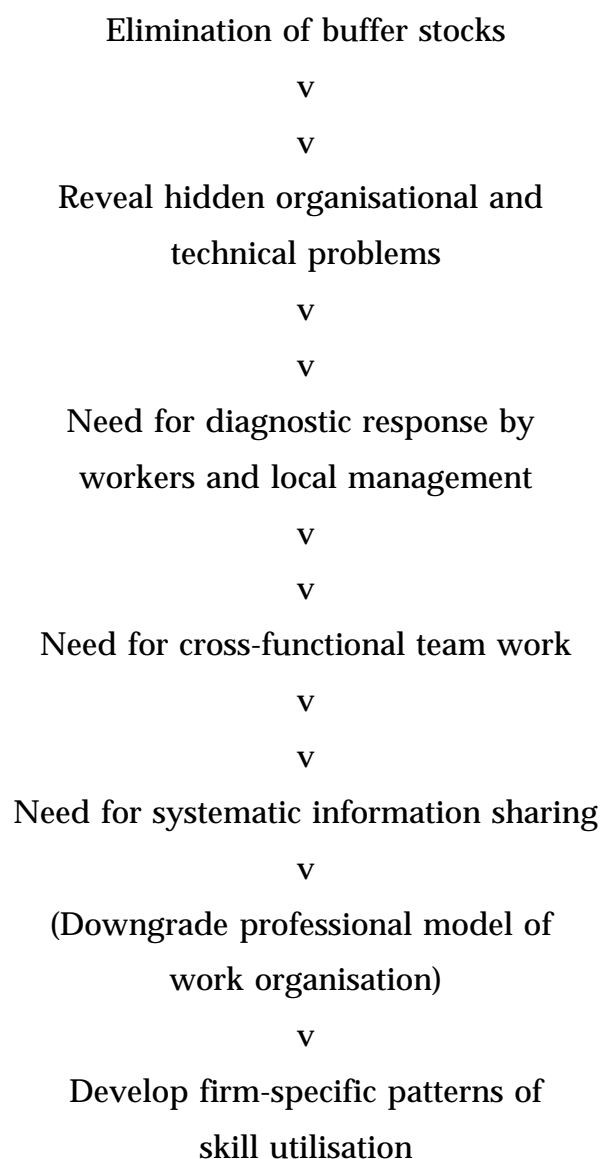 Elimination of buffer stocks
v
v
Reveal hidden organisational and
technical problems
v
v
Need for diagnostic response by
workers and local management
v
v
Need for cross-functional team work
v
v
Need for systematic information sharing
v
(Downgrade professional model of
work organisation)
v
Develop firm-specific patterns of
skill utilisation